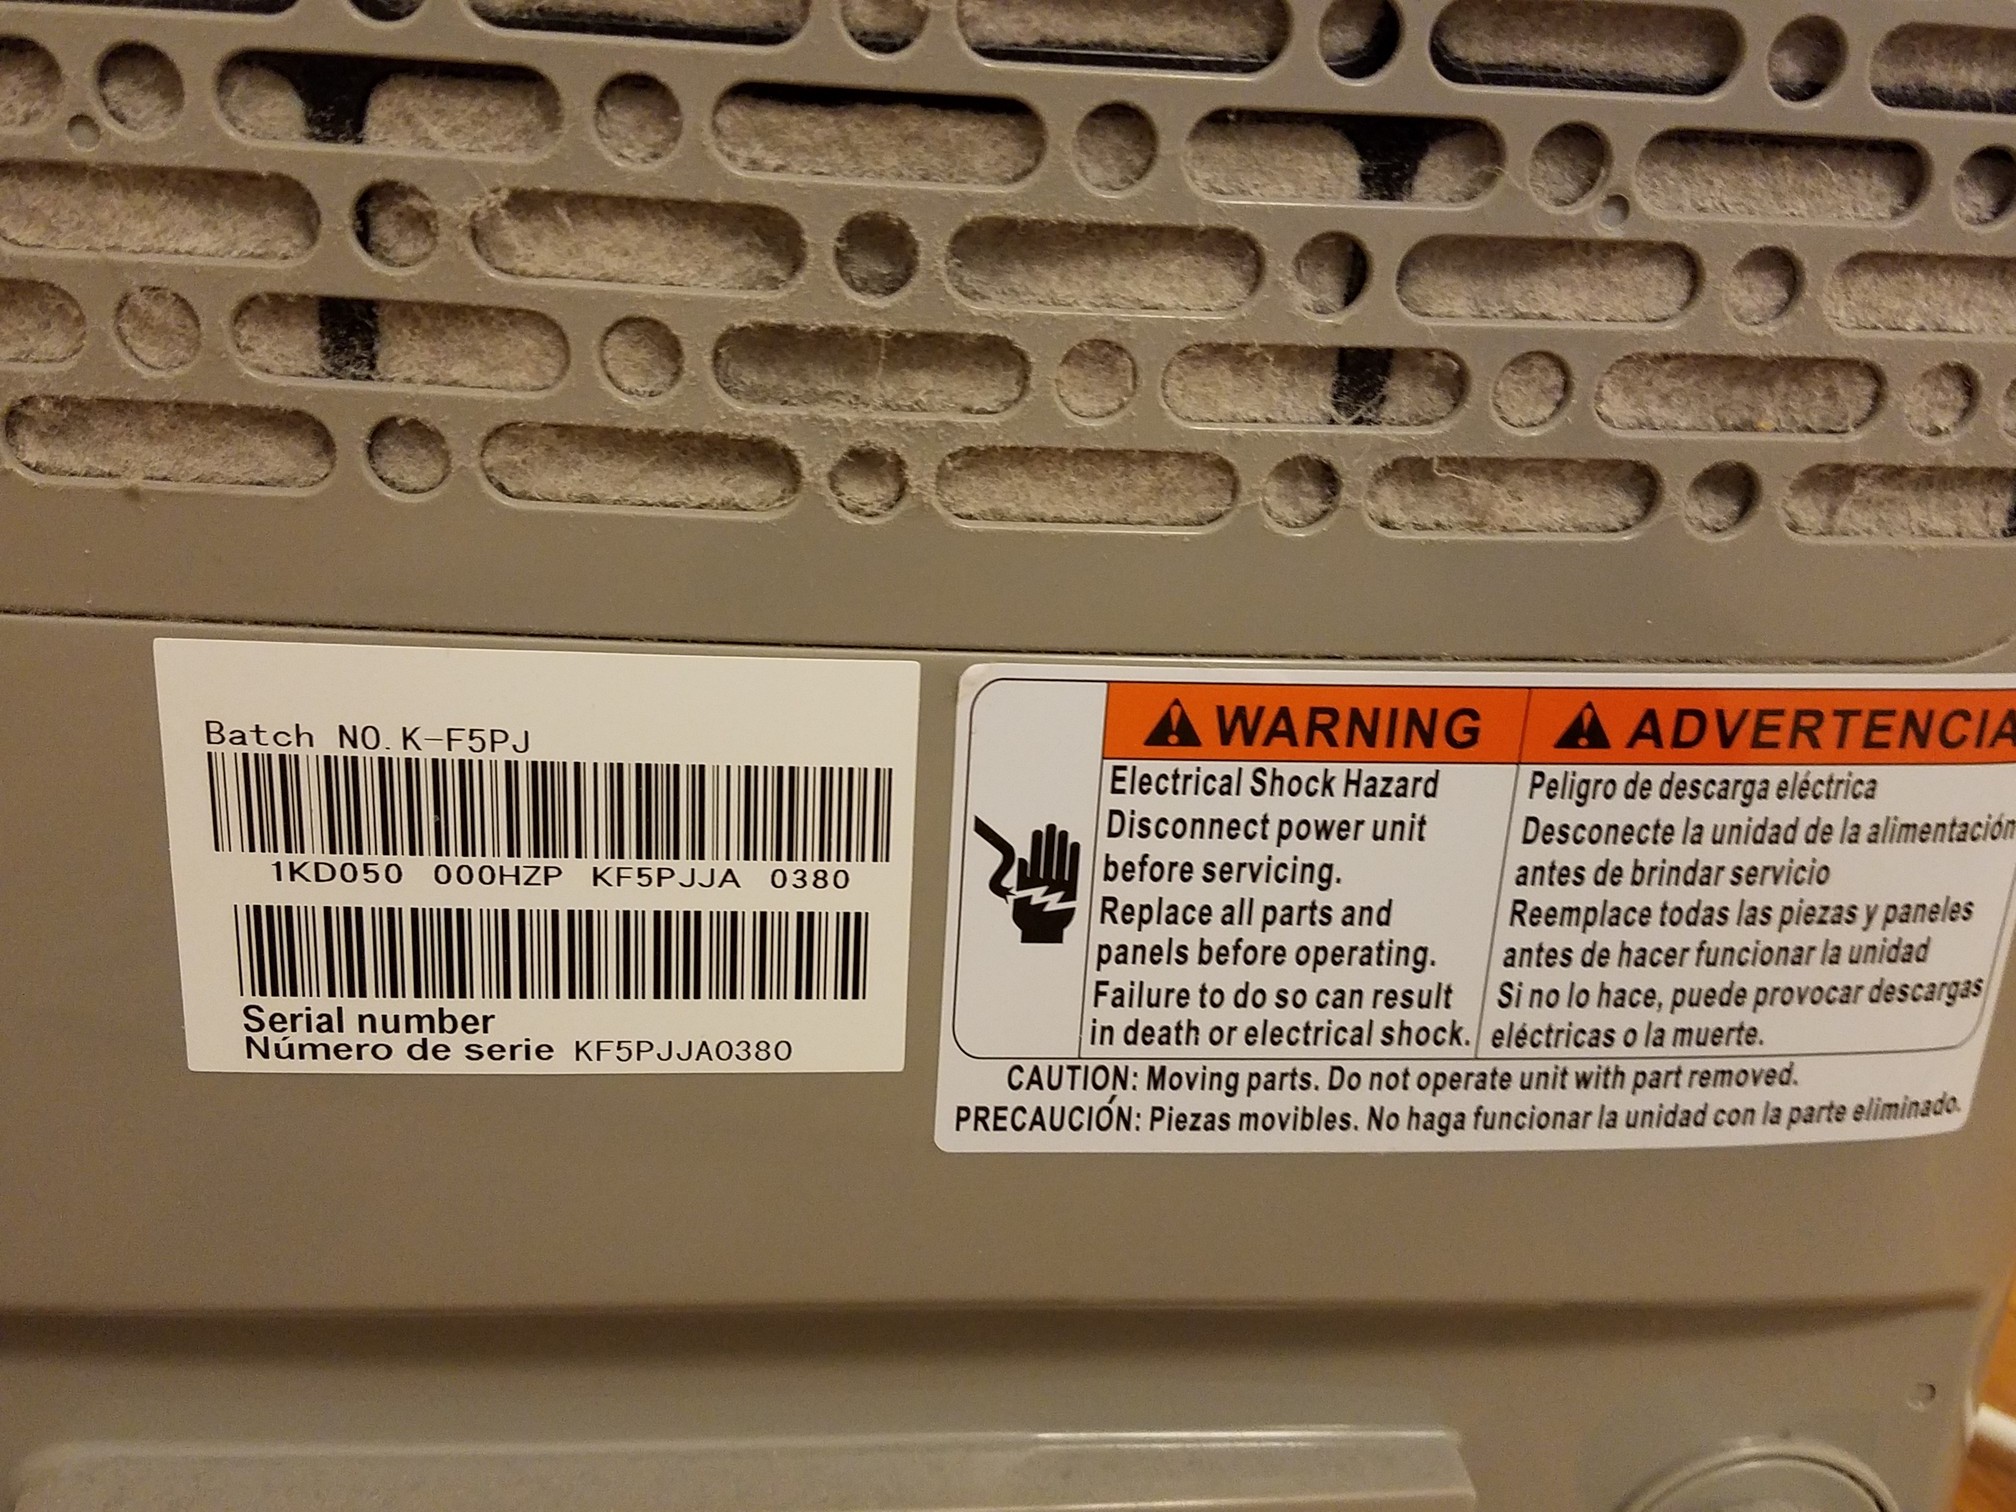 Batch NO. K-F5PJ
1KD050 000HZP KF5PJJA 0380
Serial number
Número de serie KF5PJJA0380
WARNING
Electrical Shock Hazard
Disconnect power unit
before servicing.
Replace all parts and
panels before operating.
Failure to do so can result
in death or electrical shock.
ADVERTENCIA
Peligro de descarga eléctrica
Desconecte la unidad de la alimentación
antes de brindar servicio
Reemplace todas las piezas y paneles
antes de hacer funcionar la unidad
Si no lo hace, puede provocar descargas
eléctricas o la muerte.
CAUTION: Moving parts. Do not operate unit with part removed.
PRECAUCIÓN: Piezas movibles. No haga funcionar la unidad con la parte eliminado.